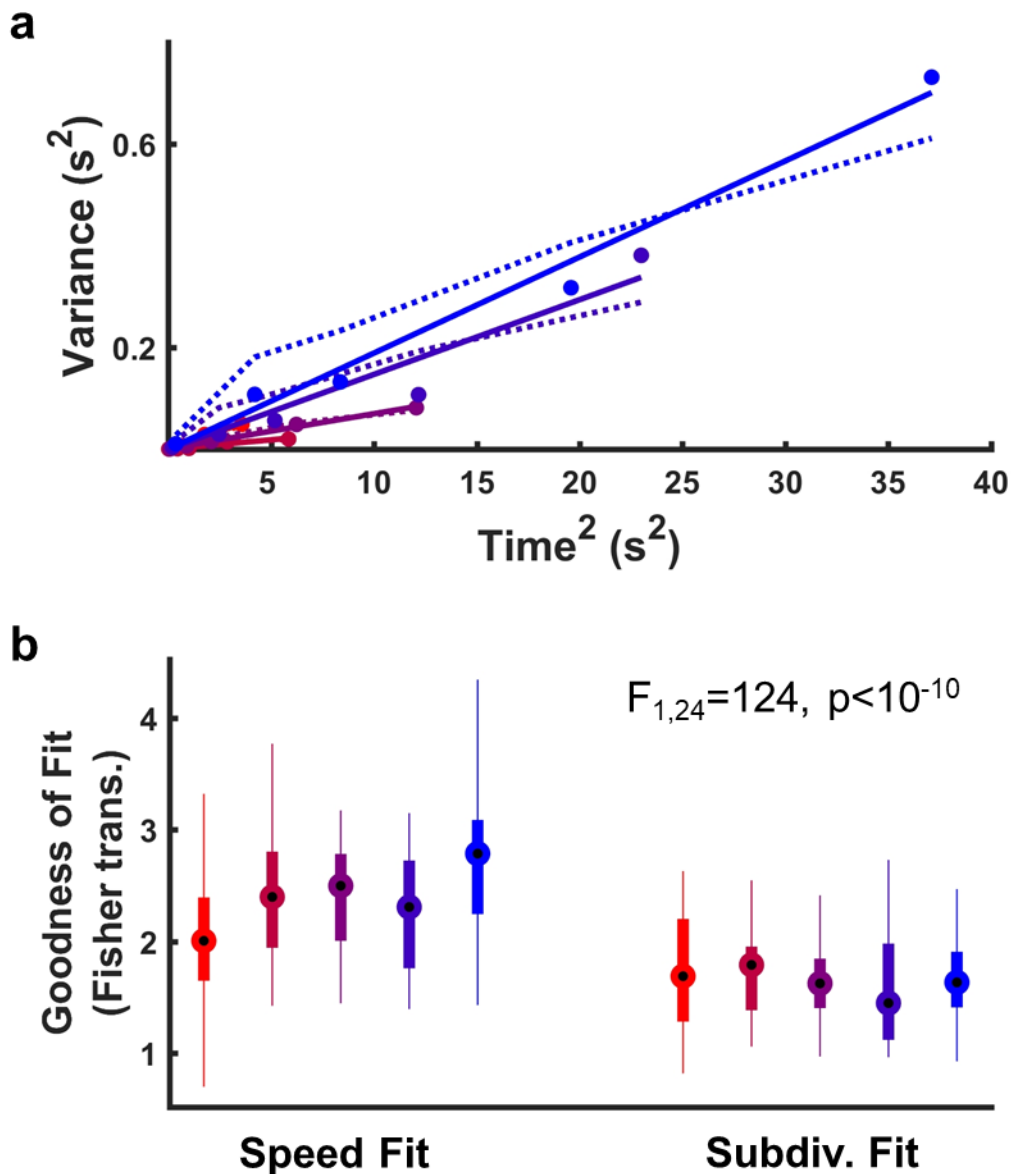 a
Variance (s²)
0.6
0.2
5 10 15 20 25 30 35 40
Time² (s²)
b
Goodness of Fit
(Fisher trans.)
4
3
2
1
F₁,₂₄=124, p<10⁻¹⁰
Speed Fit Subdiv. Fit